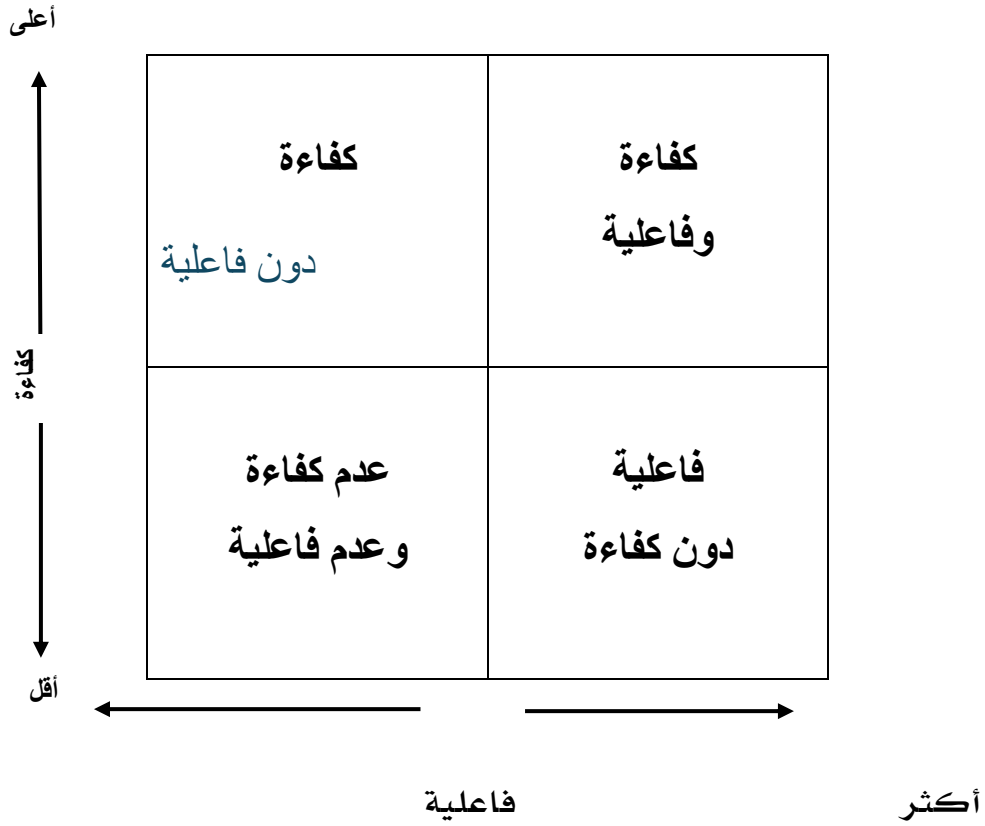 أعلى
كفاءة
وفاعلية
كفاءة
دون فاعلية
كفاءة
فاعلية
دون كفاءة
عدم كفاءة
وعدم فاعلية
أقل
فاعلية
أكثر